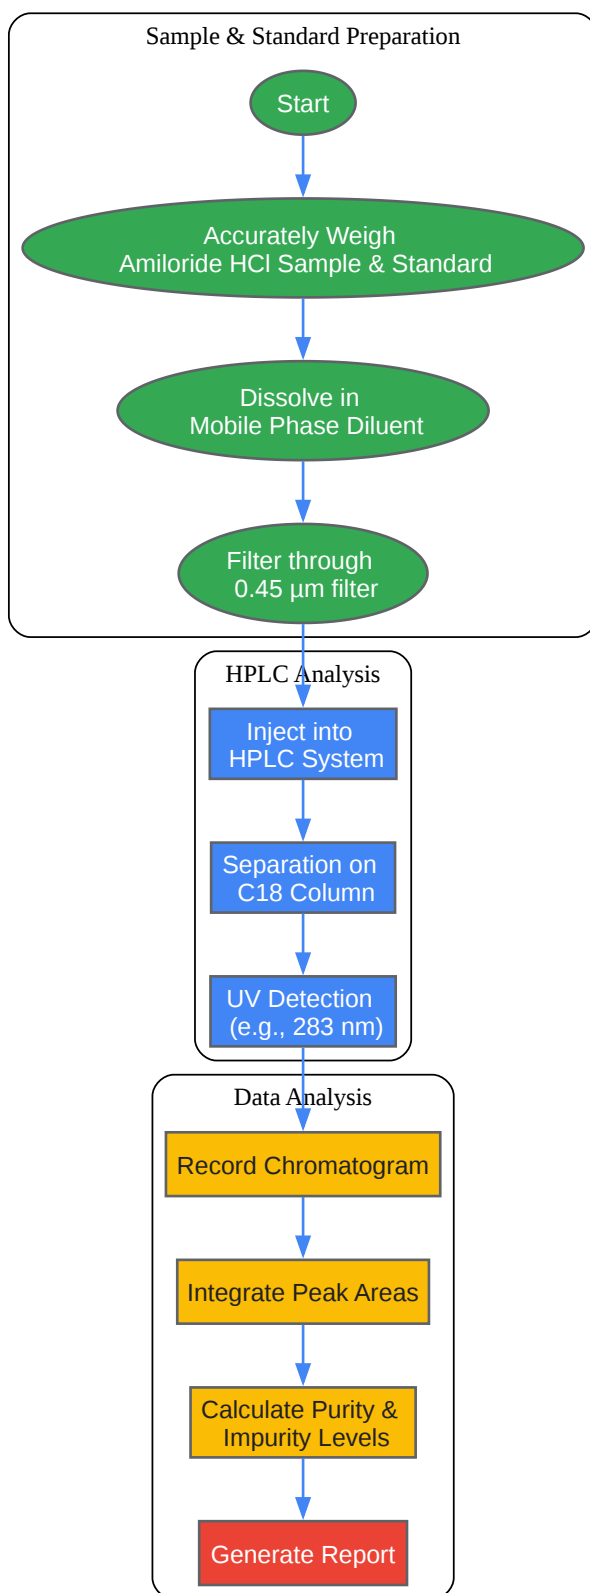 Sample & Standard Preparation
Start
Accurately Weigh
Amiloride HCl Sample & Standard
Dissolve in
Mobile Phase Diluent
Filter through
0.45 µm filter
HPLC Analysis
Inject into
HPLC System
Separation on
C18 Column
UV Detection
(e.g., 283 nm)
Data Analysis
Record Chromatogram
Integrate Peak Areas
Calculate Purity &
Impurity Levels
Generate Report